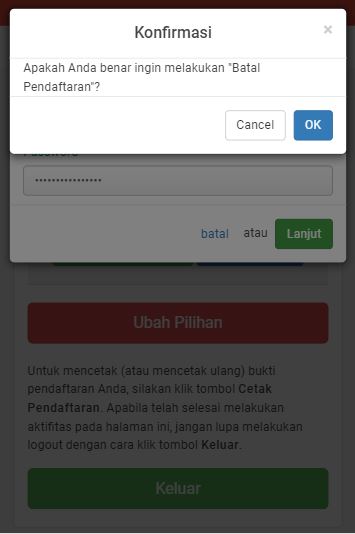 Konfirmasi
×
Apakah Anda benar ingin melakukan "Batal
Pendaftaran"?
Cancel
OK
Password
••••••••••••••••
batal atau Lanjut
Ubah Pilihan
Untuk mencetak (atau mencetak ulang) bukti
pendaftaran Anda, silakan klik tombol Cetak
Pendaftaran. Apabila telah selesai melakukan
aktifitas pada halaman ini, jangan lupa melakukan
logout dengan cara klik tombol Keluar.
Keluar